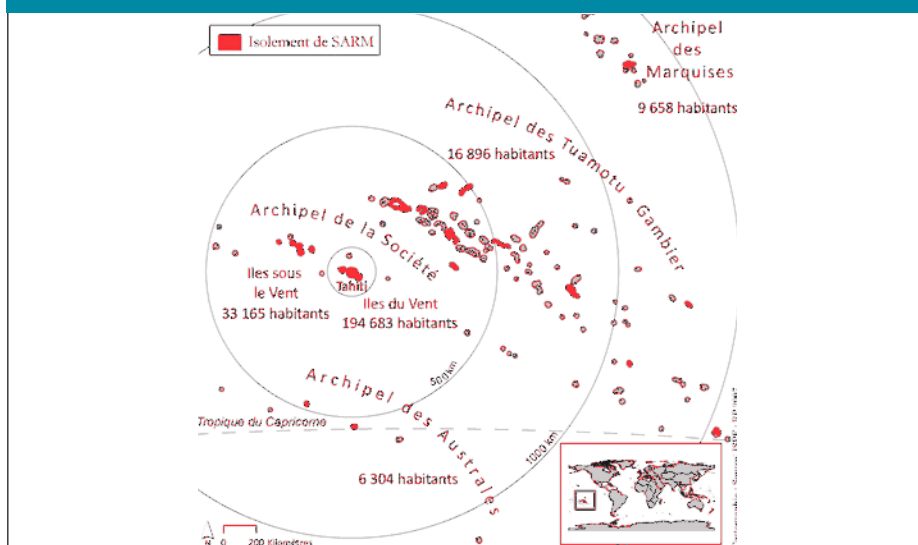 Isolement de SARM
Archipel
des
Marquises
9 658 habitants
Archipel des Tuamotu - Gambier
16 896 habitants
Archipel de la Société
Tahiti
Iles sous
le Vent
33 165 habitants
Iles du Vent
194 683 habitants
500 km
Archipel des Australes
Tropique du Capricorne
1000 km
6 304 habitants
N
0 200 Kilomètres